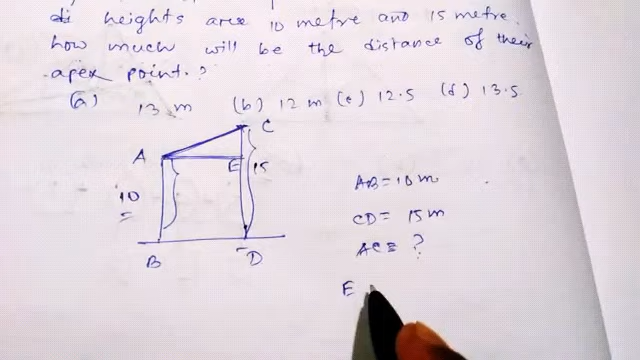 heights are 10 metre and 15 metre.
how much will be the distance of their
apex point.?
(a) 13 m (b) 12 m (c) 12.5 (d) 13.5
C
A
E 15
10
B D
AB = 10 m
CD = 15 m
AC = ?
E